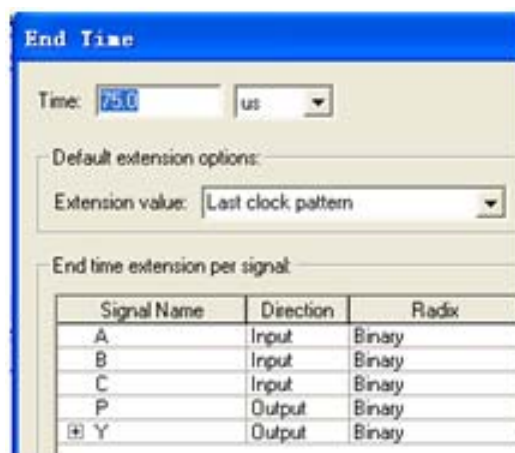 End Time
Time: 75.0 us
Default extension options:
Extension value: Last clock pattern
End time extension per signal:
Signal Name Direction Radix
A Input Binary
B Input Binary
C Input Binary
P Output Binary
Y Output Binary